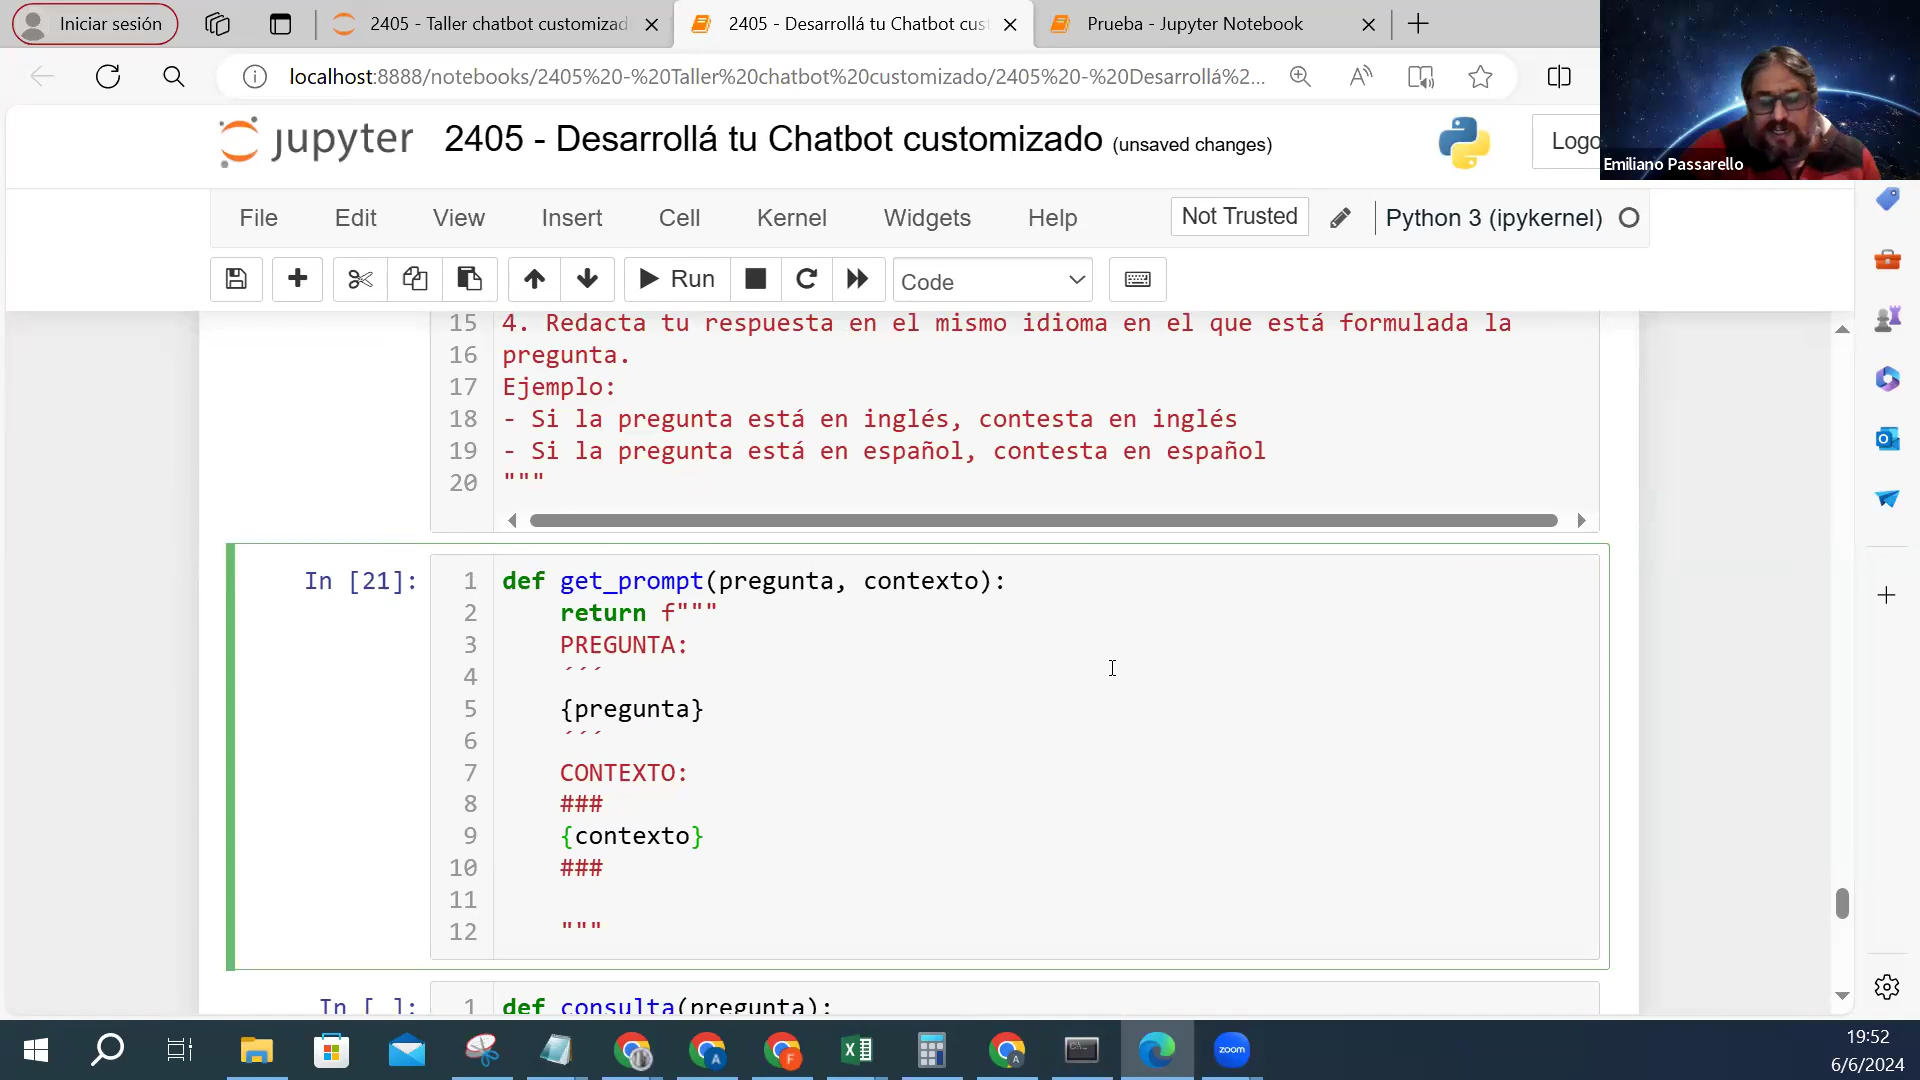 Iniciar sesión
2405 - Taller chatbot customizad
2405 - Desarrollá tu Chatbot cust
Prueba - Jupyter Notebook
localhost:8888/notebooks/2405%20-%20Taller%20chatbot%20customizado/2405%20-%20Desarrollá%2...
jupyter
2405 - Desarrollá tu Chatbot customizado (unsaved changes)
Logo
Emiliano Passarello
File Edit View Insert Cell Kernel Widgets Help
Not Trusted
Python 3 (ipykernel)
Run
Code
15 4. Redacta tu respuesta en el mismo idioma en el que está formulada la
16 pregunta.
17 Ejemplo:
18 - Si la pregunta está en inglés, contesta en inglés
19 - Si la pregunta está en español, contesta en español
20 """
In [21]:
1 def get_prompt(pregunta, contexto):
2 return f"""
3 PREGUNTA:
4 ´´´
5 {pregunta}
6 ´´´
7 CONTEXTO:
8 ###
9 {contexto}
10 ###
11
12 """
In [ ]:
1 def consulta(pregunta):
zoom
19:52
6/6/2024